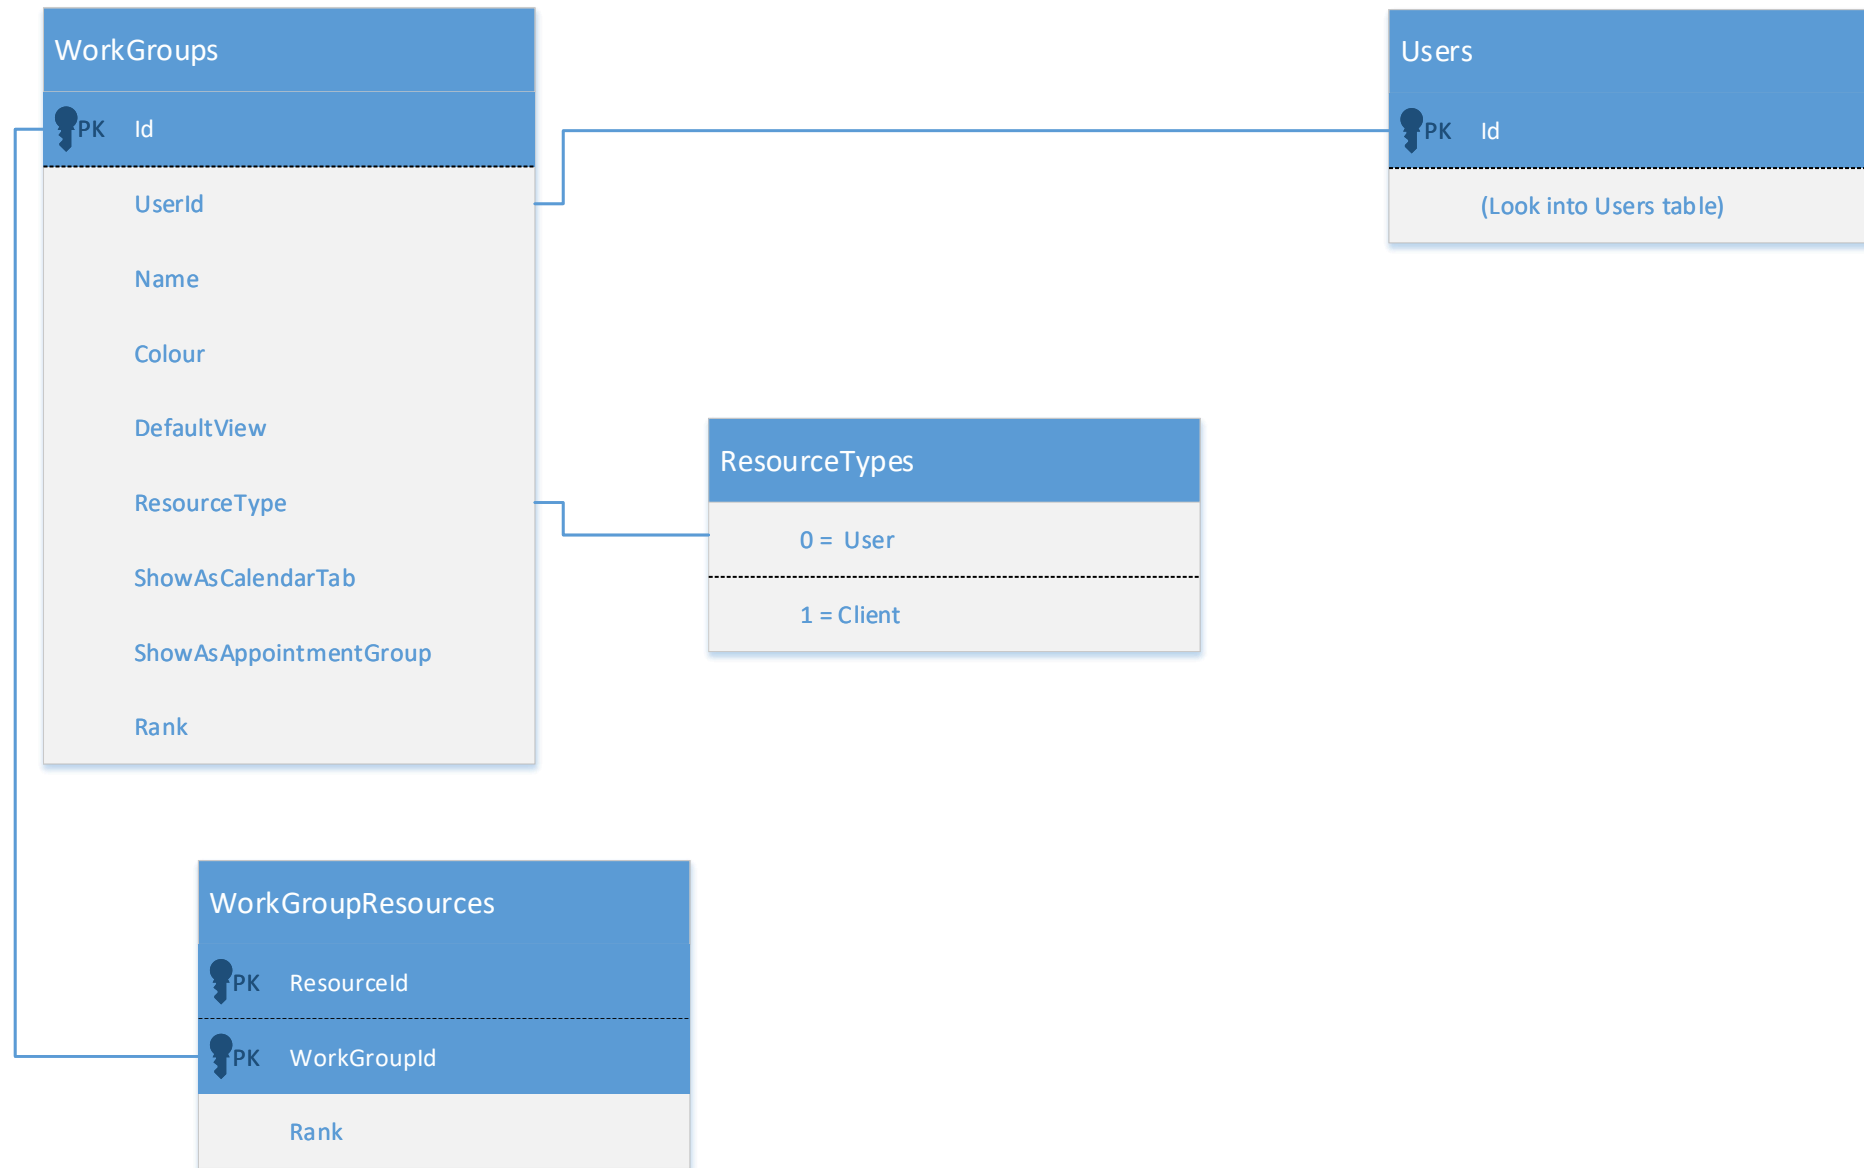 WorkGroups
PK Id
UserId
Name
Colour
DefaultView
ResourceType
ShowAsCalendarTab
ShowAsAppointmentGroup
Rank
Users
PK Id
(Look into Users table)
ResourceTypes
0 = User
1 = Client
WorkGroupResources
PK ResourceId
PK WorkGroupId
Rank